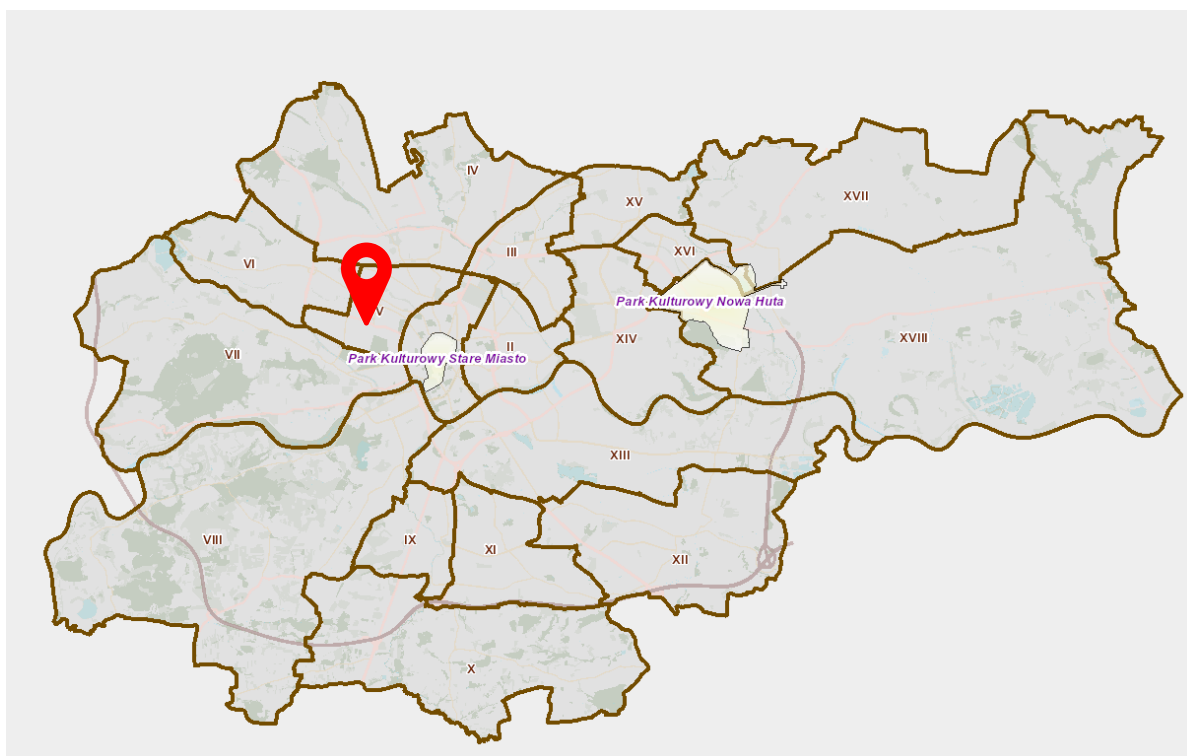 IV
XV
XVII
III
XVI
VI
Park Kulturowy Nowa Huta
V
XIV
XVIII
II
VII
Park Kulturowy Stare Miasto
XIII
VIII
IX
XI
XII
X